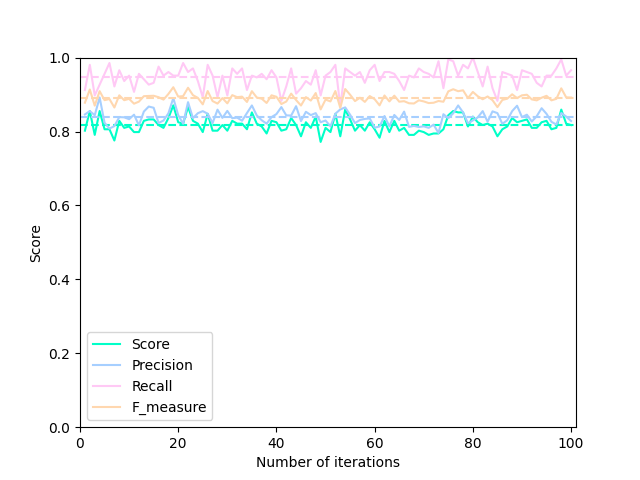 1.0
0.8
0.6
0.4
0.2
0.0
Score
Score
Precision
Recall
F_measure
0 20 40 60 80 100
Number of iterations